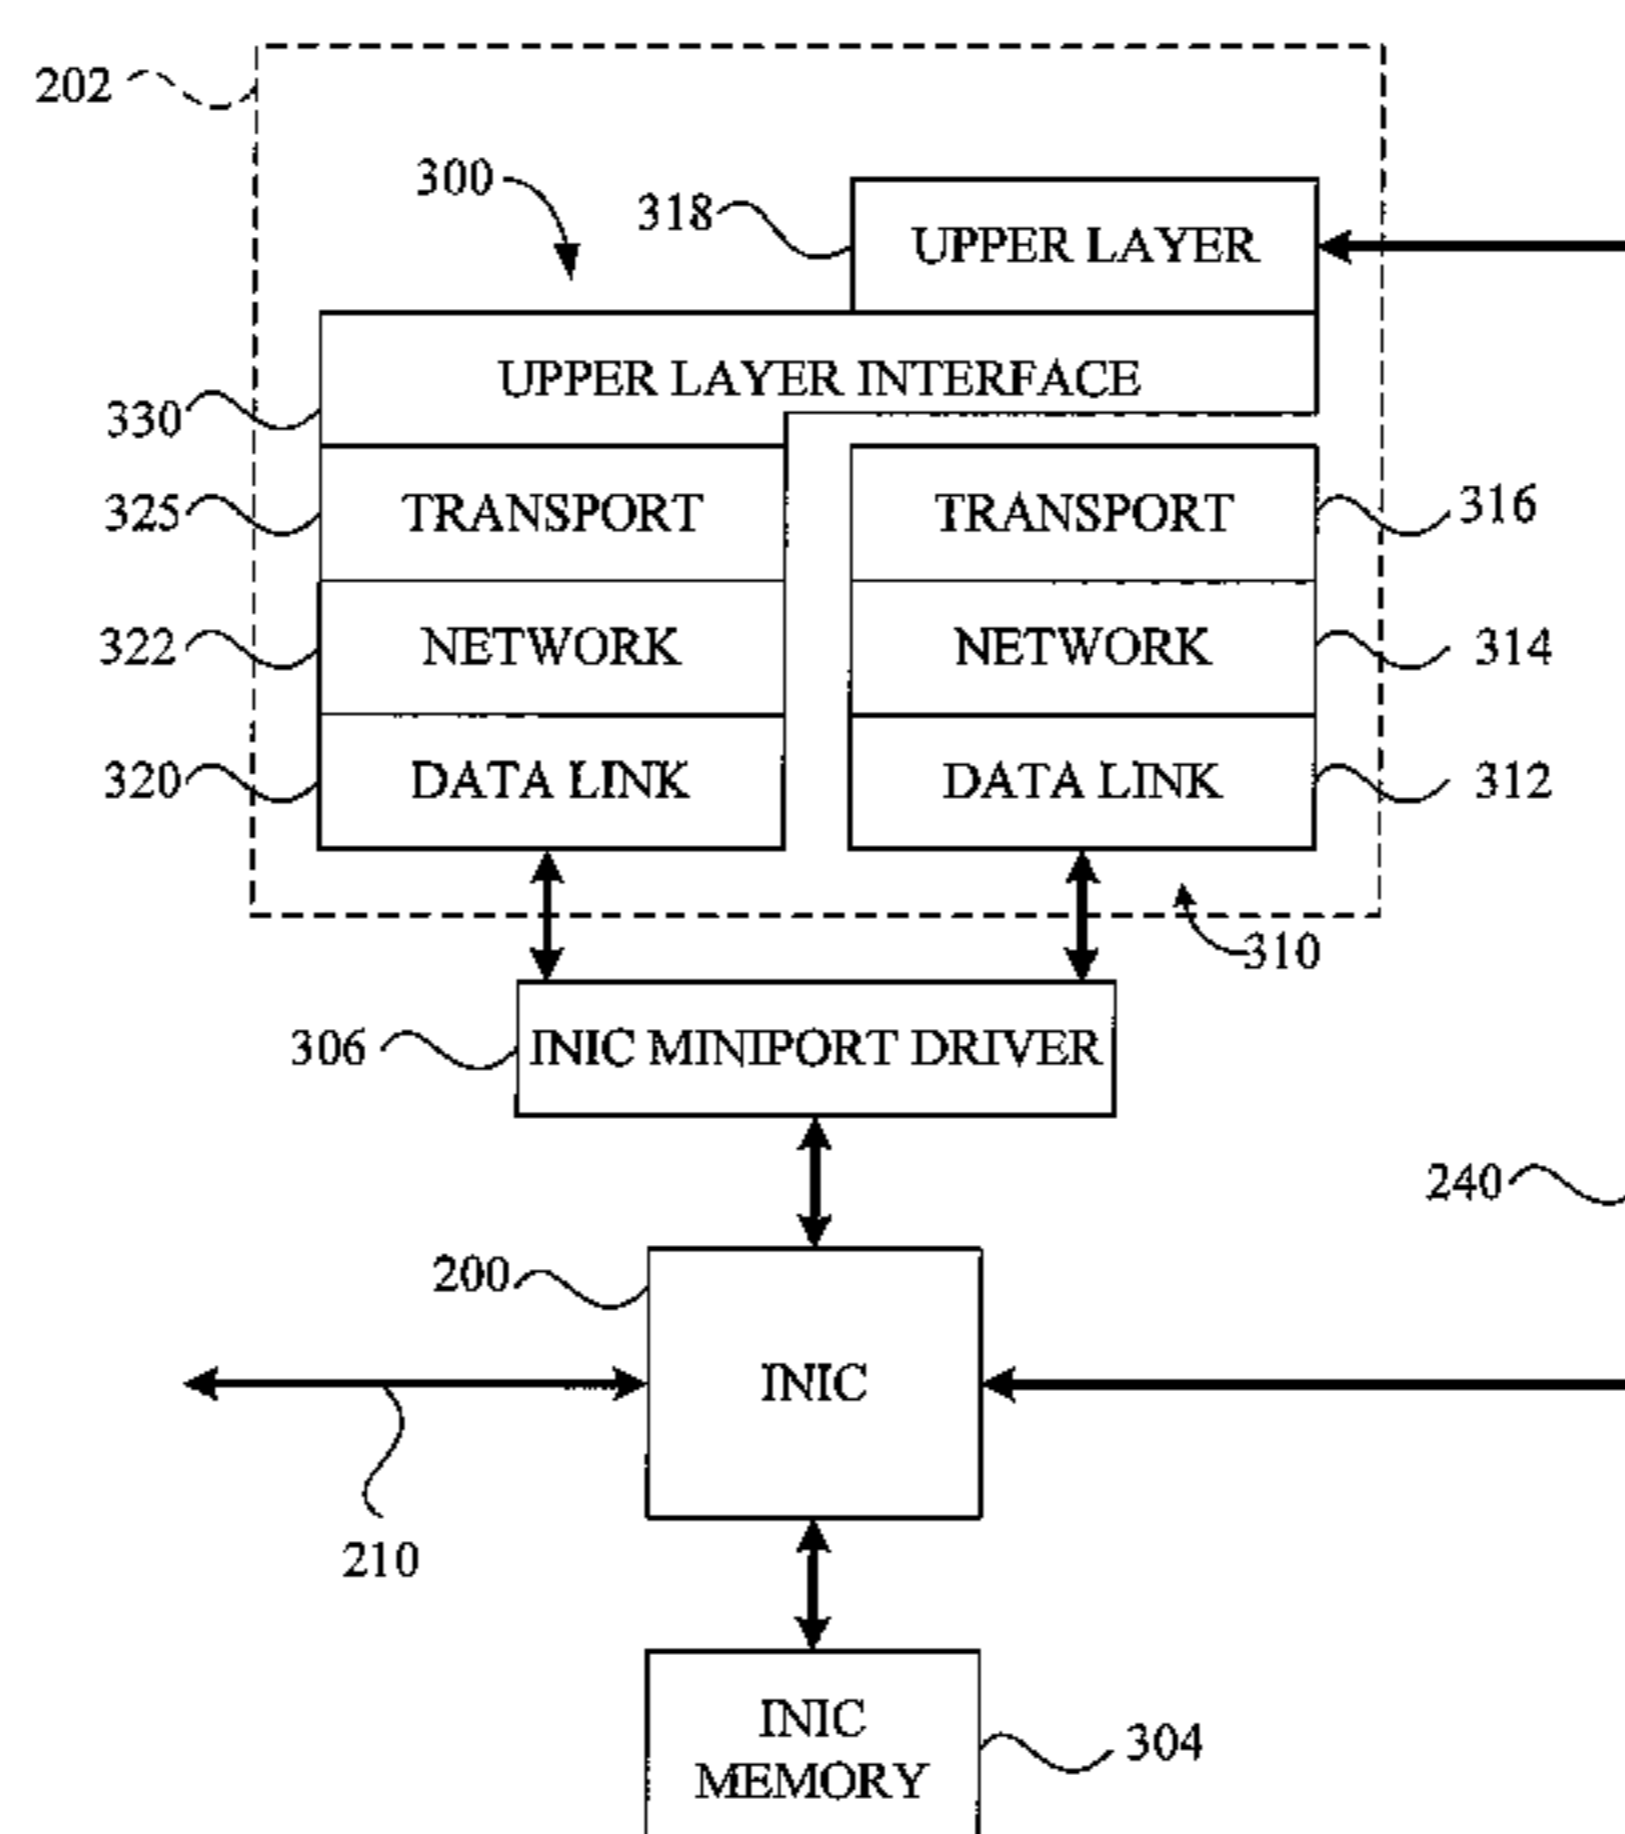 202
300
318
UPPER LAYER
UPPER LAYER INTERFACE
330
325
TRANSPORT
TRANSPORT
316
322
NETWORK
NETWORK
314
320
DATA LINK
DATA LINK
312
310
306
INIC MINIPORT DRIVER
240
200
INIC
210
INIC
MEMORY
304